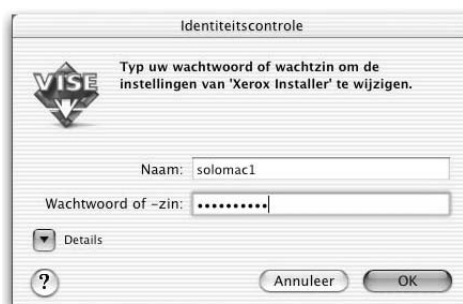 Identiteitscontrole
VISE
Typ uw wachtwoord of wachtzin om de
instellingen van 'Xerox Installer' te wijzigen.
Naam: solomac1
Wachtwoord of -zin: ••••••••••
Details
?
Annuleer
OK